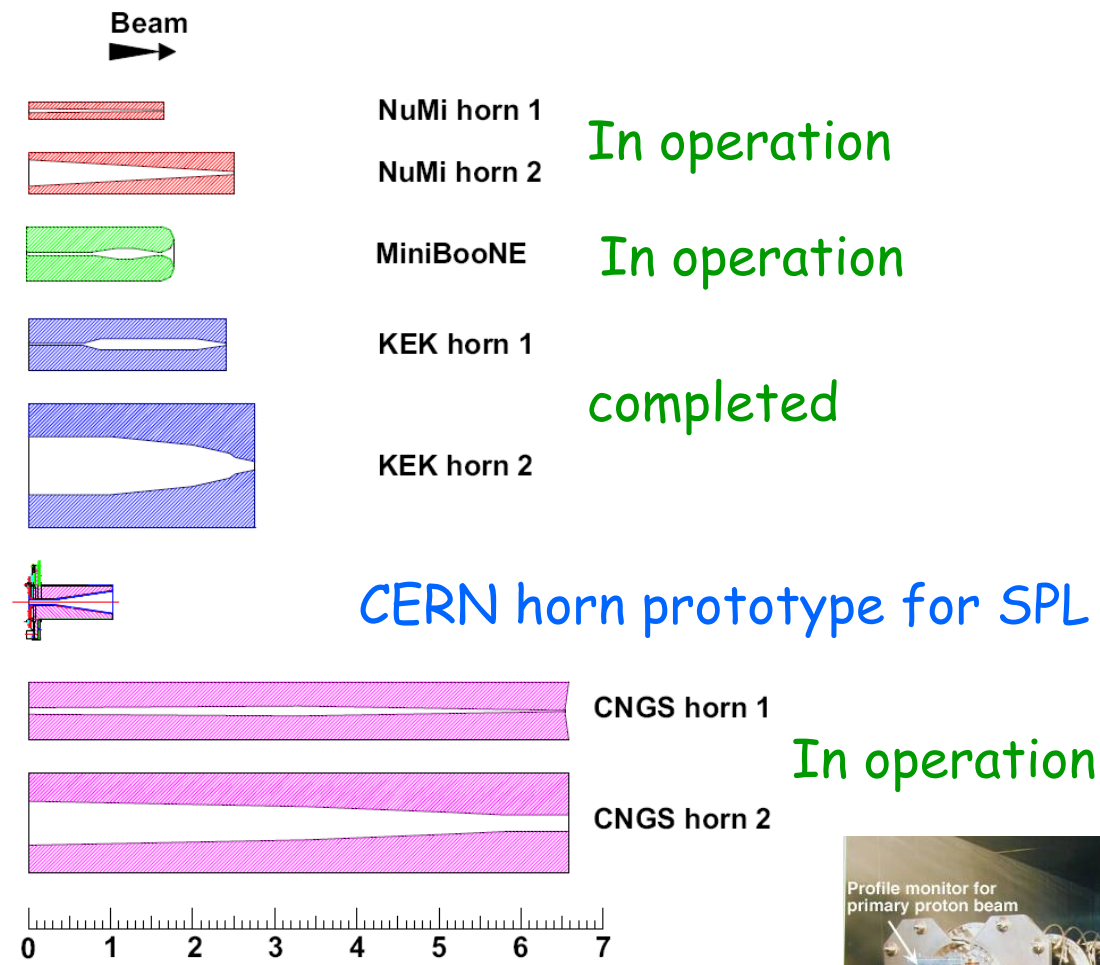 Beam
NuMi horn 1
In operation
NuMi horn 2
MiniBooNE
In operation
KEK horn 1
completed
KEK horn 2
CERN horn prototype for SPL
CNGS horn 1
In operation
CNGS horn 2
Profile monitor for
primary proton beam
0 1 2 3 4 5 6 7